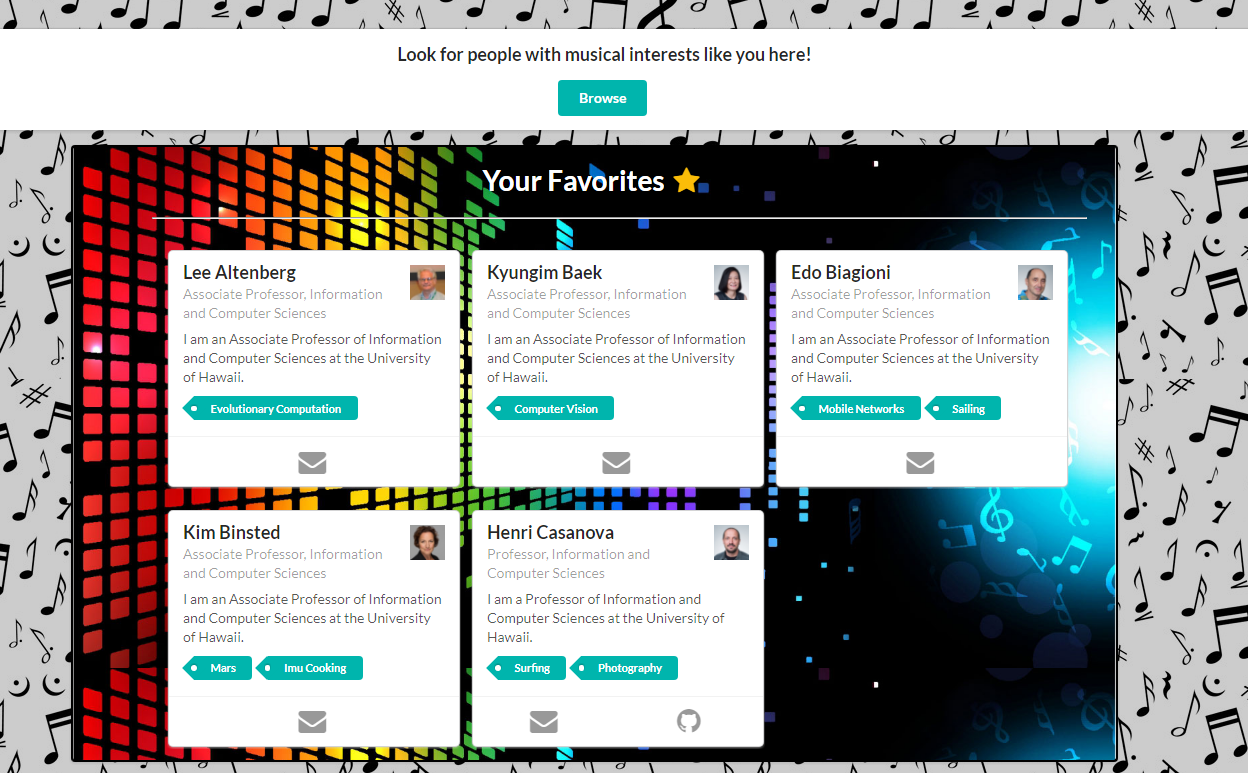 Look for people with musical interests like you here!
Browse
Your Favorites
Lee Altenberg
Associate Professor, Information
and Computer Sciences
I am an Associate Professor of Information
and Computer Sciences at the University
of Hawaii.
Evolutionary Computation
Kyungim Baek
Associate Professor, Information
and Computer Sciences
I am an Associate Professor of Information
and Computer Sciences at the University
of Hawaii.
Computer Vision
Edo Biagioni
Associate Professor, Information
and Computer Sciences
I am an Associate Professor of Information
and Computer Sciences at the University
of Hawaii.
Mobile Networks
Sailing
Kim Binsted
Associate Professor, Information
and Computer Sciences
I am an Associate Professor of Information
and Computer Sciences at the University
of Hawaii.
Mars
Imu Cooking
Henri Casanova
Professor, Information and
Computer Sciences
I am a Professor of Information and
Computer Sciences at the University of
Hawaii.
Surfing
Photography